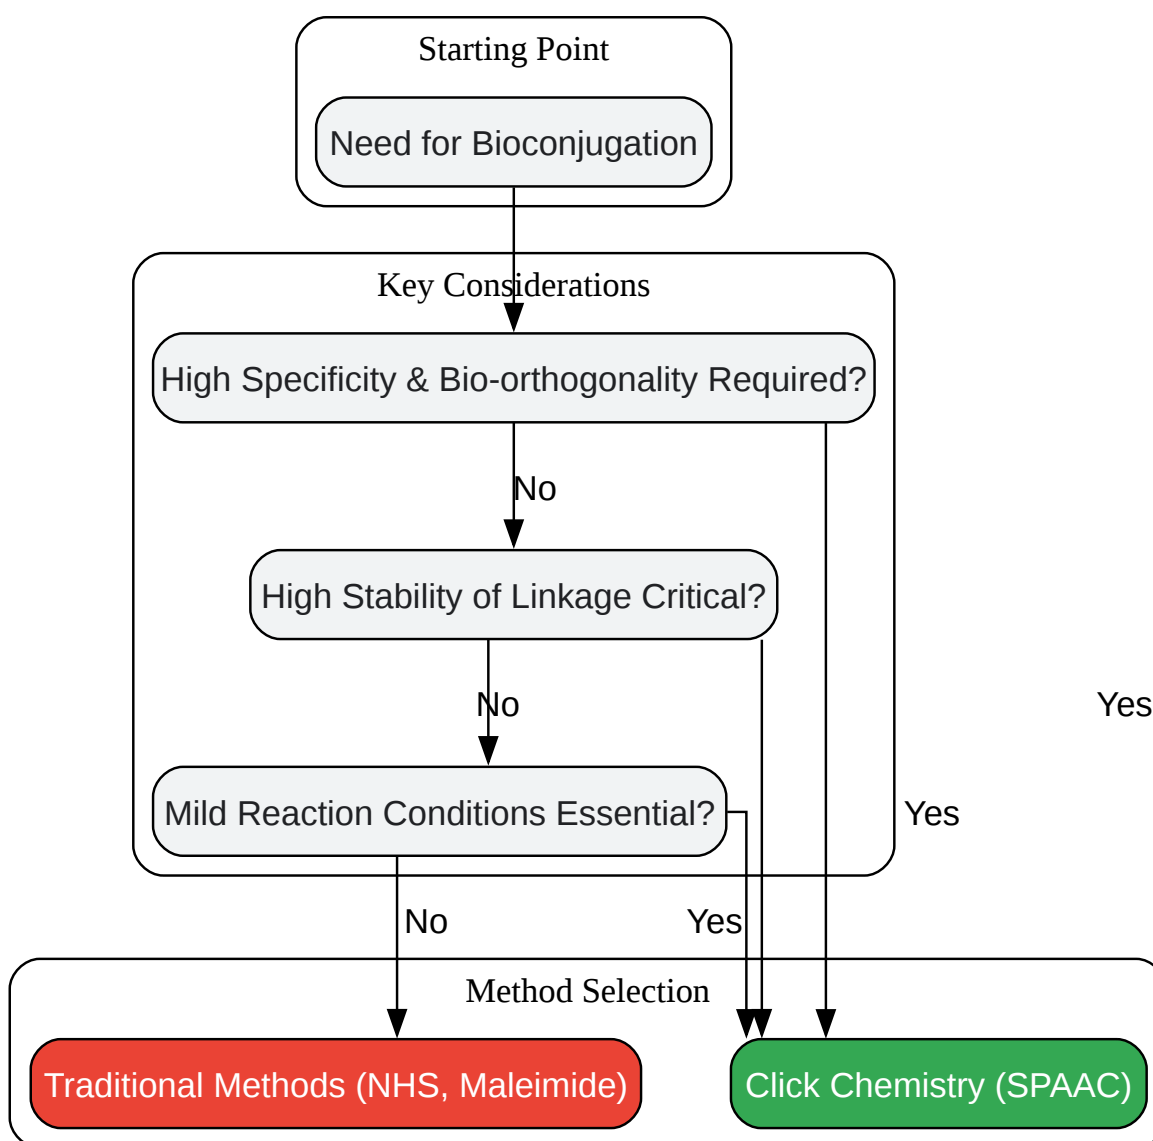 Starting Point
Need for Bioconjugation
Key Considerations
High Specificity & Bio-orthogonality Required?
No
High Stability of Linkage Critical?
No
Yes
Mild Reaction Conditions Essential?
Yes
No
Yes
Method Selection
Traditional Methods (NHS, Maleimide)
Click Chemistry (SPAAC)